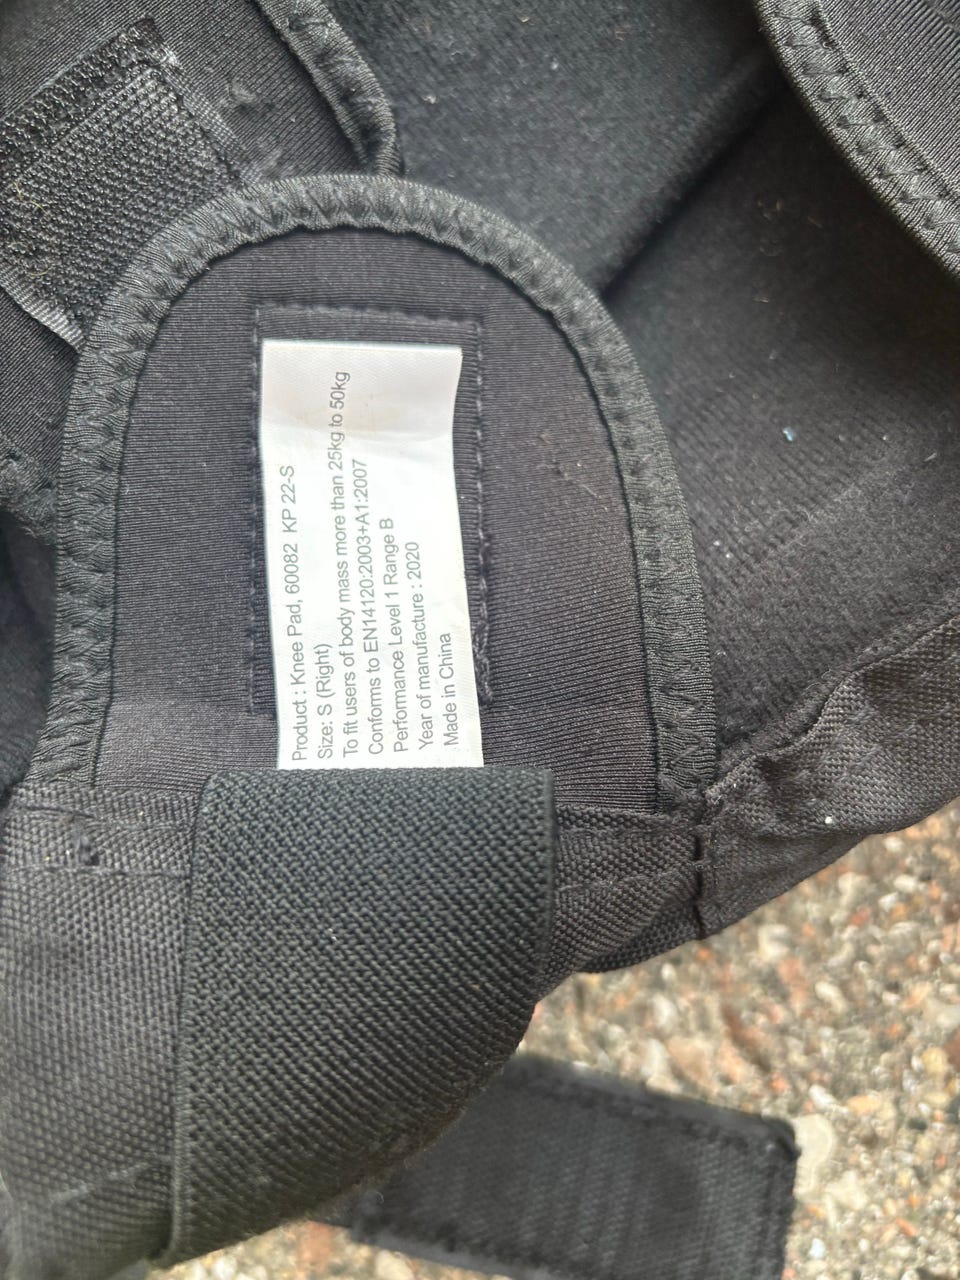 Product : Knee Pad, 60082 KP 22-S
Size: S (Right)
To fit users of body mass more than 25kg to 50kg
Conforms to EN14120:2003+A1:2007
Performance Level 1 Range B
Year of manufacture : 2020
Made in China